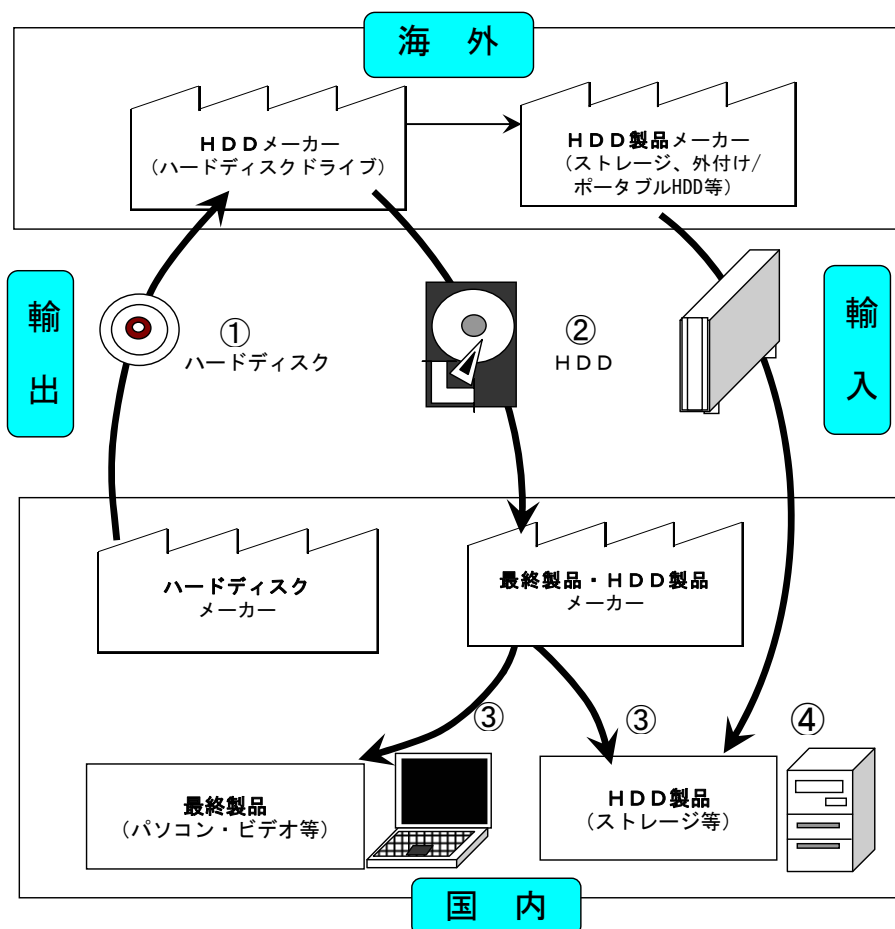 海　外
ＨＤＤメーカー
（ハードディスクドライブ）
ＨＤＤ製品メーカー
（ストレージ、外付け/
ポータブルHDD等）
輸
出
①
ハードディスク
②
ＨＤＤ
輸
入
ハードディスク
メーカー
最終製品・ＨＤＤ製品
メーカー
③
③
④
最終製品
（パソコン・ビデオ等）
ＨＤＤ製品
（ストレージ等）
国　内